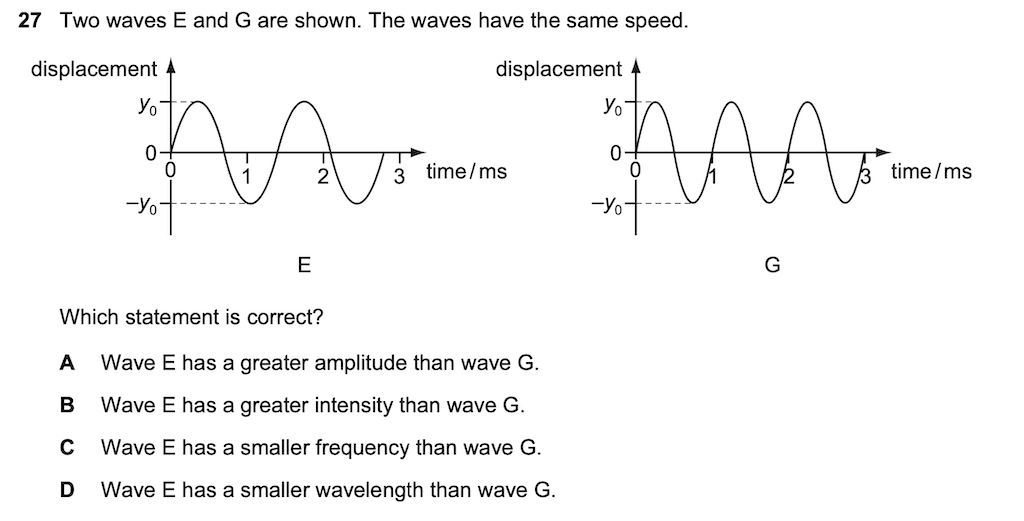 27 Two waves E and G are shown. The waves have the same speed.
displacement
y0
0
0
1
2
3
time / ms
–y0
E
displacement
y0
0
0
1
2
3
time / ms
–y0
G
Which statement is correct?
A Wave E has a greater amplitude than wave G.
B Wave E has a greater intensity than wave G.
C Wave E has a smaller frequency than wave G.
D Wave E has a smaller wavelength than wave G.